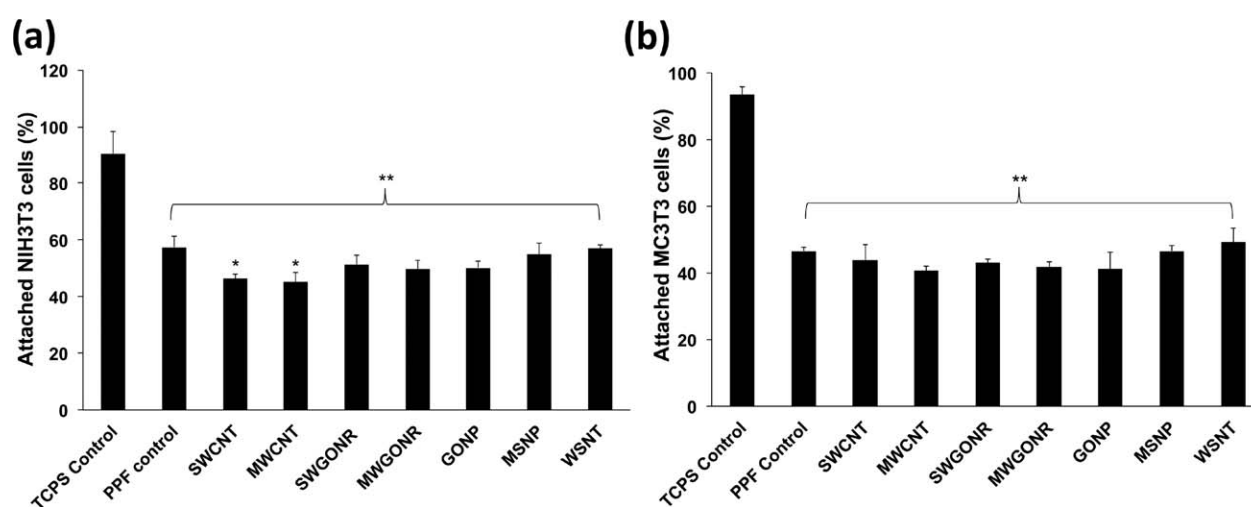 (a)
Attached NIH3T3 cells (%)
120
100
80
60
40
20
0
**
*
*
TCPS Control
PPF control
SWCNT
MWCNT
SWGONR
MWGONR
GONP
MSNP
WSNT
(b)
Attached MC3T3 cells (%)
100
80
60
40
20
0
**
TCPS Control
PPF Control
SWCNT
MWCNT
SWGONR
MWGONR
GONP
MSNP
WSNT